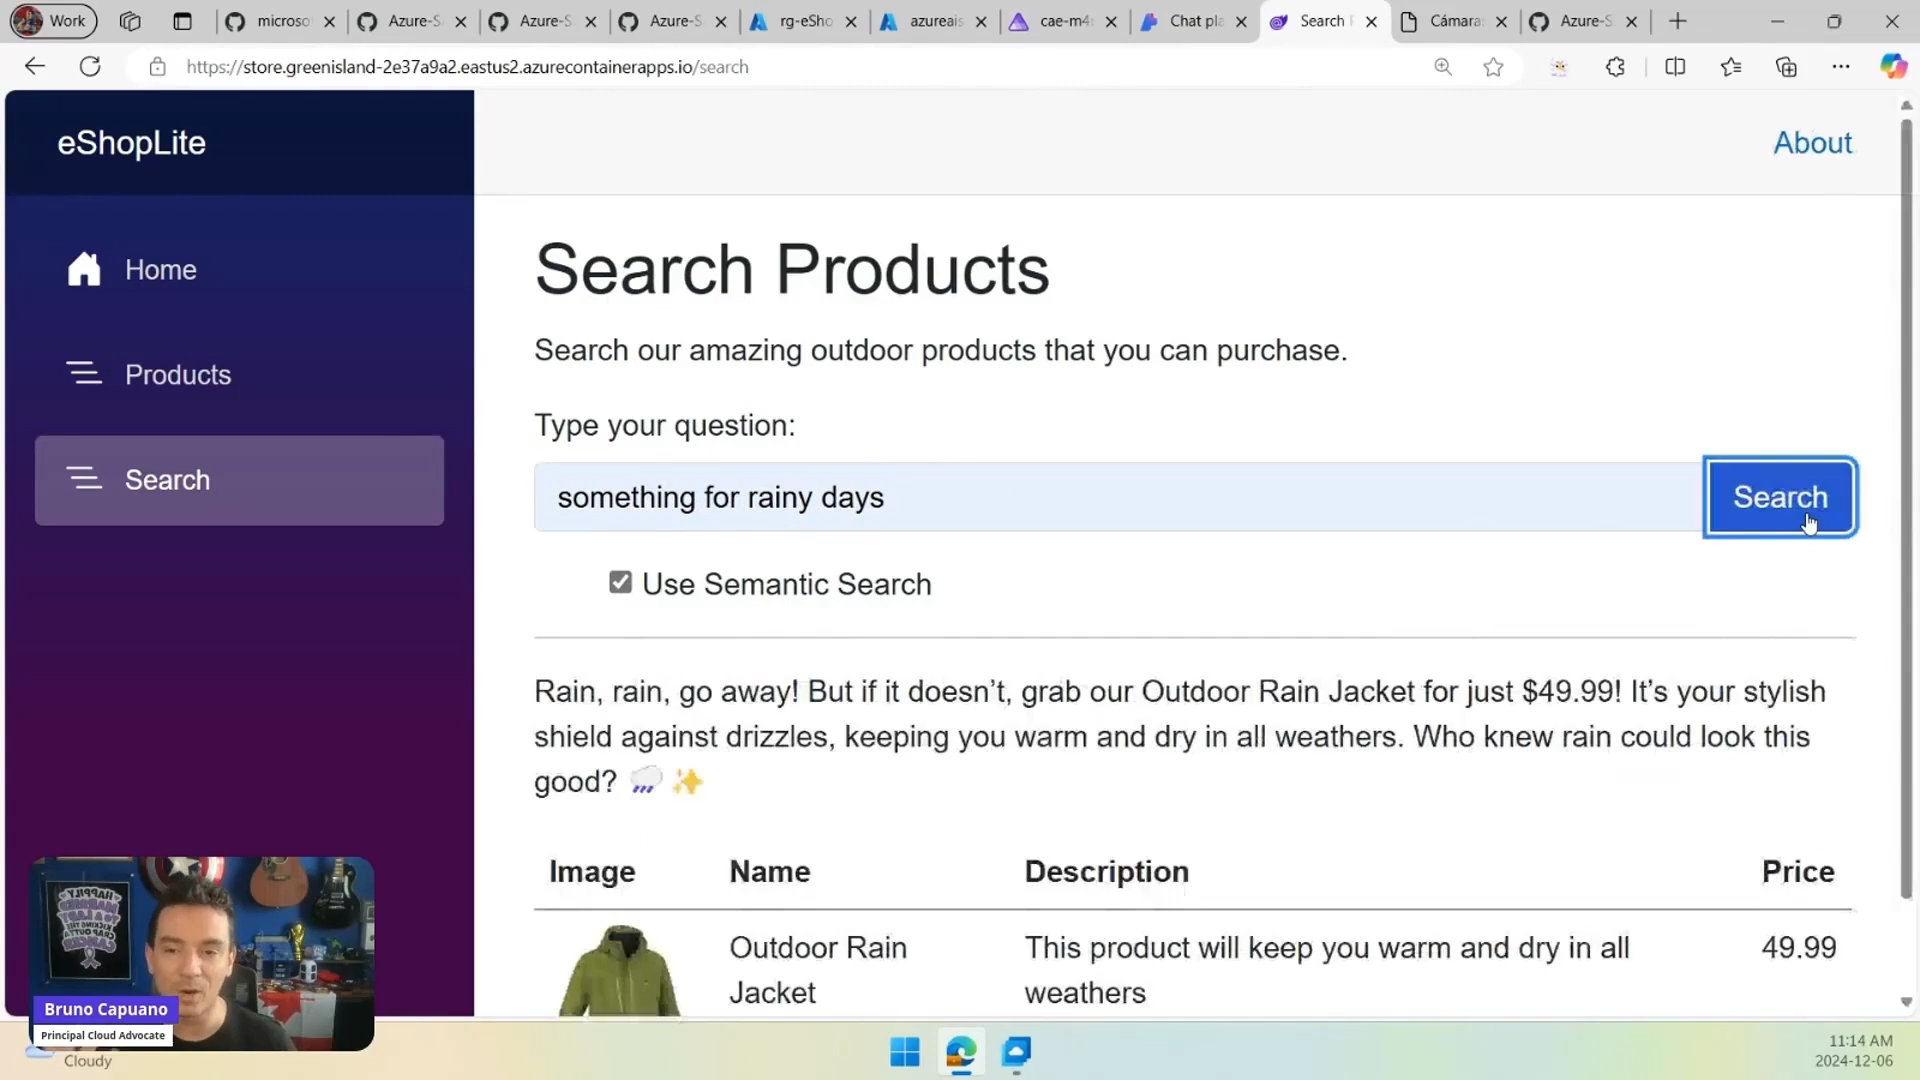 Work
microso
Azure-S
Azure-S
Azure-S
rg-eSho
azureais
cae-m4
Chat pla
Search
Cámara
Azure-S
https://store.greenisland-2e37a9a2.eastus2.azurecontainerapps.io/search
eShopLite
About
Home
Products
Search
Search Products
Search our amazing outdoor products that you can purchase.
Type your question:
something for rainy days
Search
Use Semantic Search
Rain, rain, go away! But if it doesn’t, grab our Outdoor Rain Jacket for just $49.99! It’s your stylish
shield against drizzles, keeping you warm and dry in all weathers. Who knew rain could look this
good? 🌧️ ✨
Image Name Description Price
Outdoor Rain
Jacket
This product will keep you warm and dry in all
weathers
49.99
Bruno Capuano
Principal Cloud Advocate
Cloudy
11:14 AM
2024-12-06